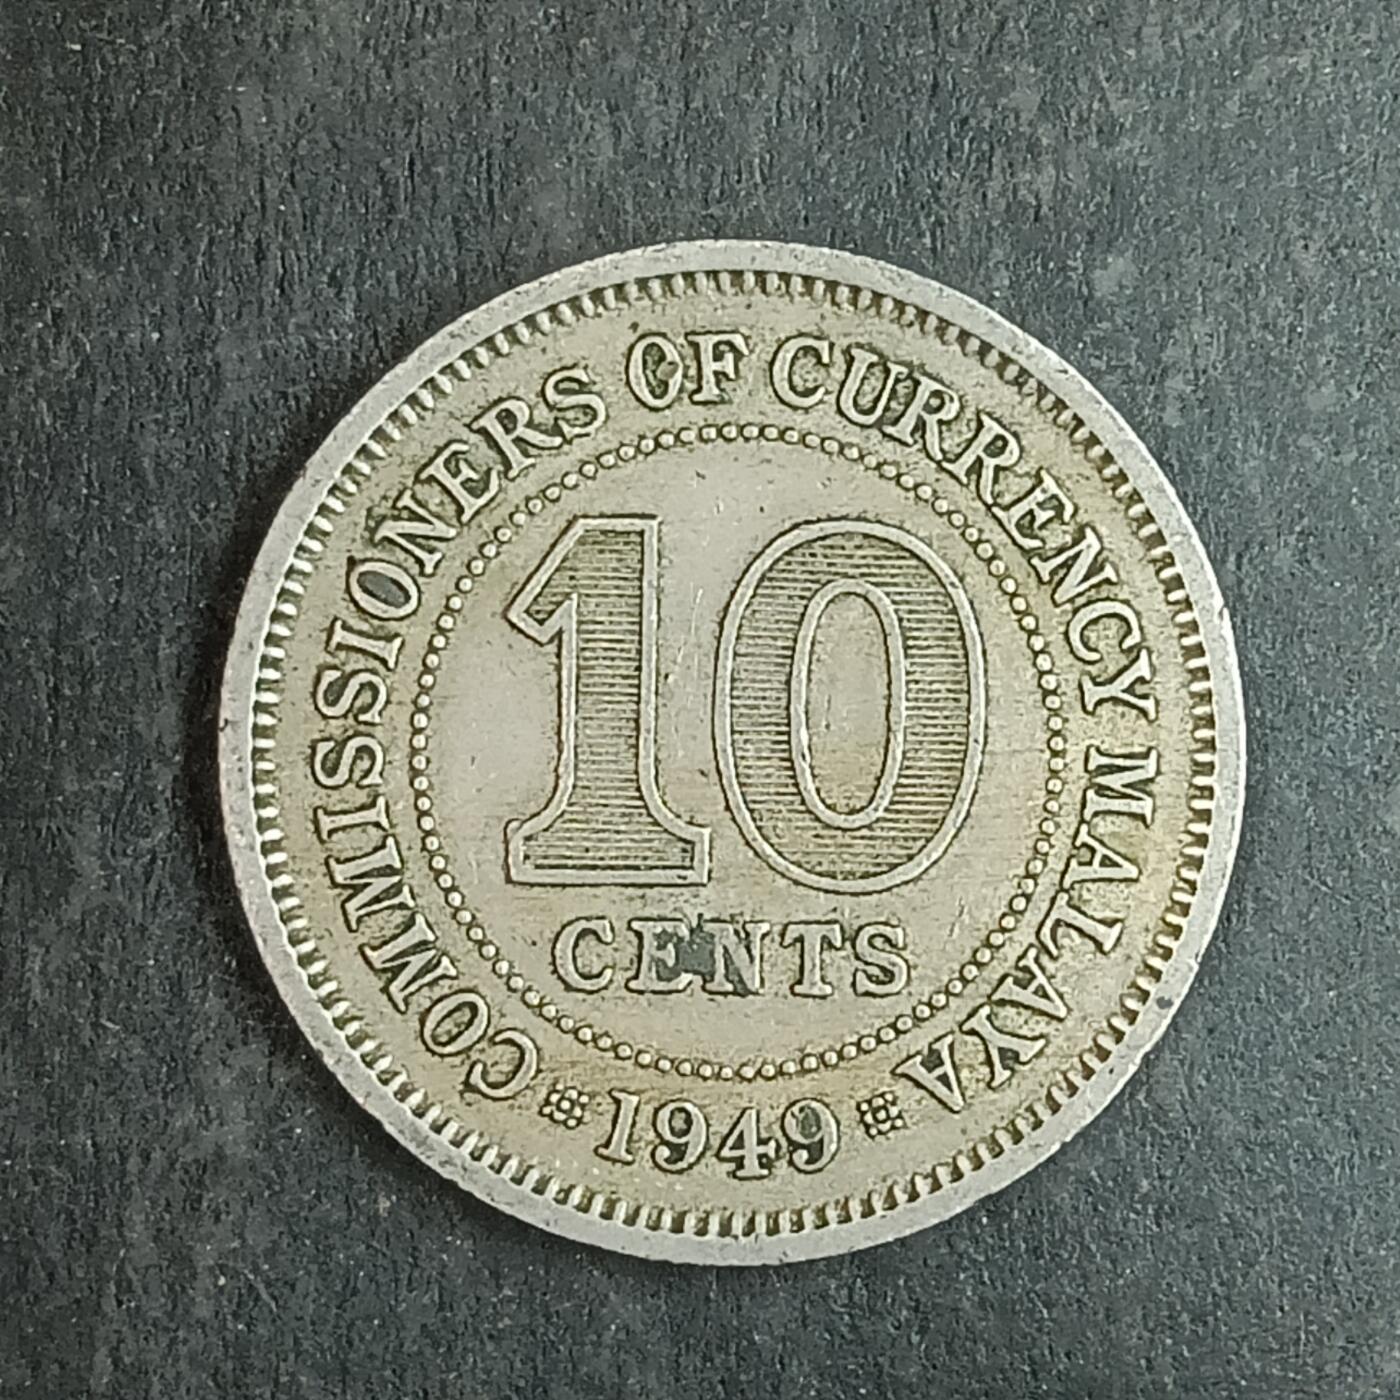 COMMISSIONERS OF CURRENCY MALAYA
10
CENTS
1949